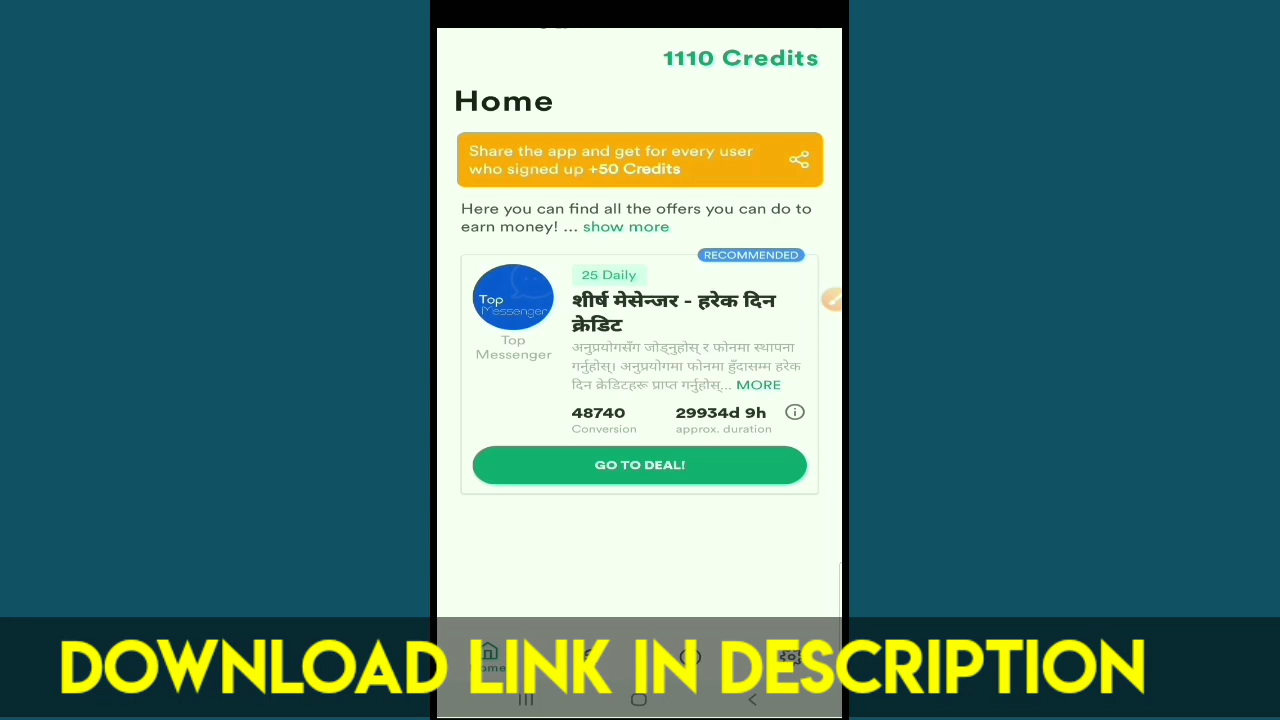 1110 Credits
Home
Share the app and get for every user
who signed up +50 Credits
Here you can find all the offers you can do to
earn money! ... show more
RECOMMENDED
25 Daily
Top
Messenger
शीर्ष मेसेन्जर - हरेक दिन
क्रेडिट
Top
Messenger
अनुप्रयोगसँग जोड्नुहोस् र फोनमा स्थापना
गर्नुहोस्। अनुप्रयोगमा फोनमा हुँदासम्म हरेक
दिन क्रेडिटहरू प्राप्त गर्नुहोस्... MORE
48740
Conversion
29934d 9h
approx. duration
GO TO DEAL!
Home
DOWNLOAD LINK IN DESCRIPTION